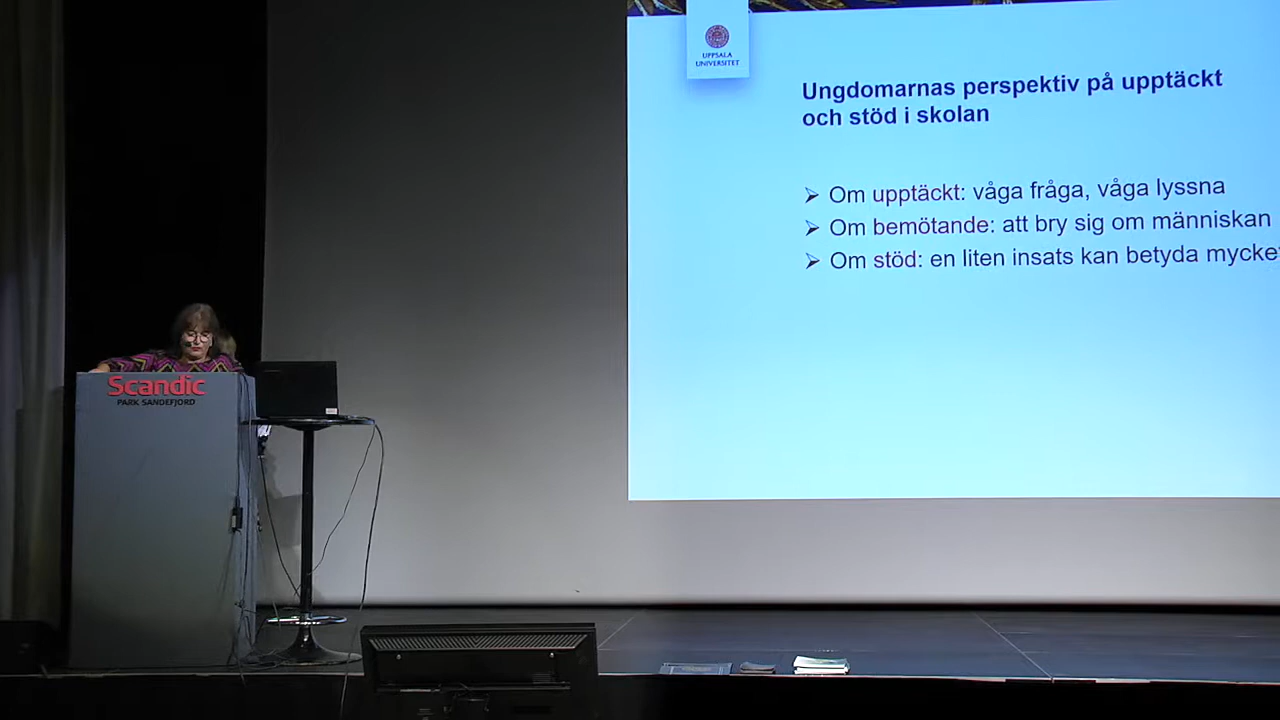 UPPSALA
UNIVERSITET
Ungdomarnas perspektiv på upptäckt
och stöd i skolan
Om upptäckt: våga fråga, våga lyssna
Om bemötande: att bry sig om människan
Om stöd: en liten insats kan betyda mycke
Scandic
PARK SANDEFJORD